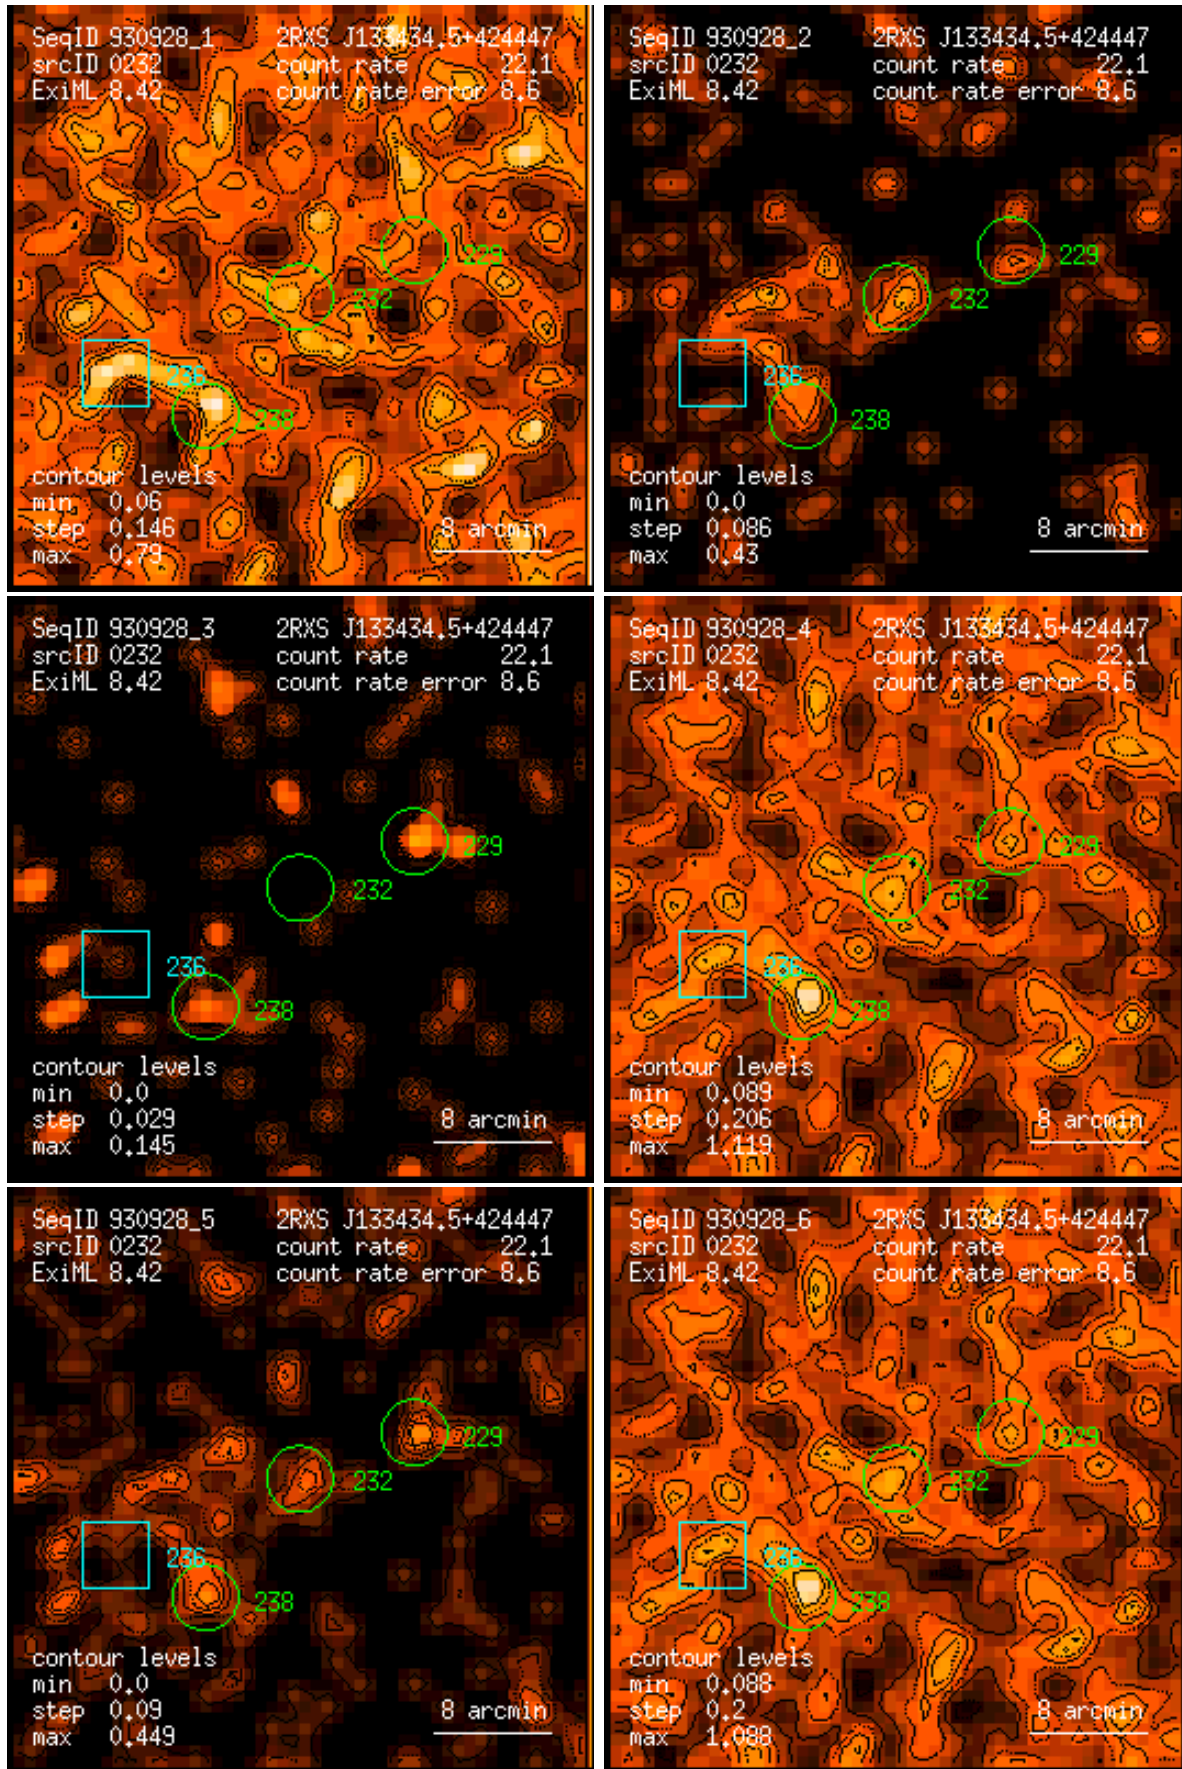 SeqID 930928_1 2RXS J133434.5+424447
srcID 0232 count rate 22.1
ExiML 8.42 count rate error 8.6
229
232
236
238
contour levels
min 0.06
step 0.146 8 arcmin
max 0.79
SeqID 930928_2 2RXS J133434.5+424447
srcID 0232 count rate 22.1
ExiML 8.42 count rate error 8.6
229
232
236
238
contour levels
min 0.0
step 0.086 8 arcmin
max 0.43
SeqID 930928_3 2RXS J133434.5+424447
srcID 0232 count rate 22.1
ExiML 8.42 count rate error 8.6
229
232
236
238
contour levels
min 0.0
step 0.029 8 arcmin
max 0.145
SeqID 930928_4 2RXS J133434.5+424447
srcID 0232 count rate 22.1
ExiML 8.42 count rate error 8.6
229
232
236
238
contour levels
min 0.089
step 0.206 8 arcmin
max 1.119
SeqID 930928_5 2RXS J133434.5+424447
srcID 0232 count rate 22.1
ExiML 8.42 count rate error 8.6
229
232
236
238
contour levels
min 0.0
step 0.09 8 arcmin
max 0.449
SeqID 930928_6 2RXS J133434.5+424447
srcID 0232 count rate 22.1
ExiML 8.42 count rate error 8.6
229
232
236
238
contour levels
min 0.088
step 0.2 8 arcmin
max 1.088